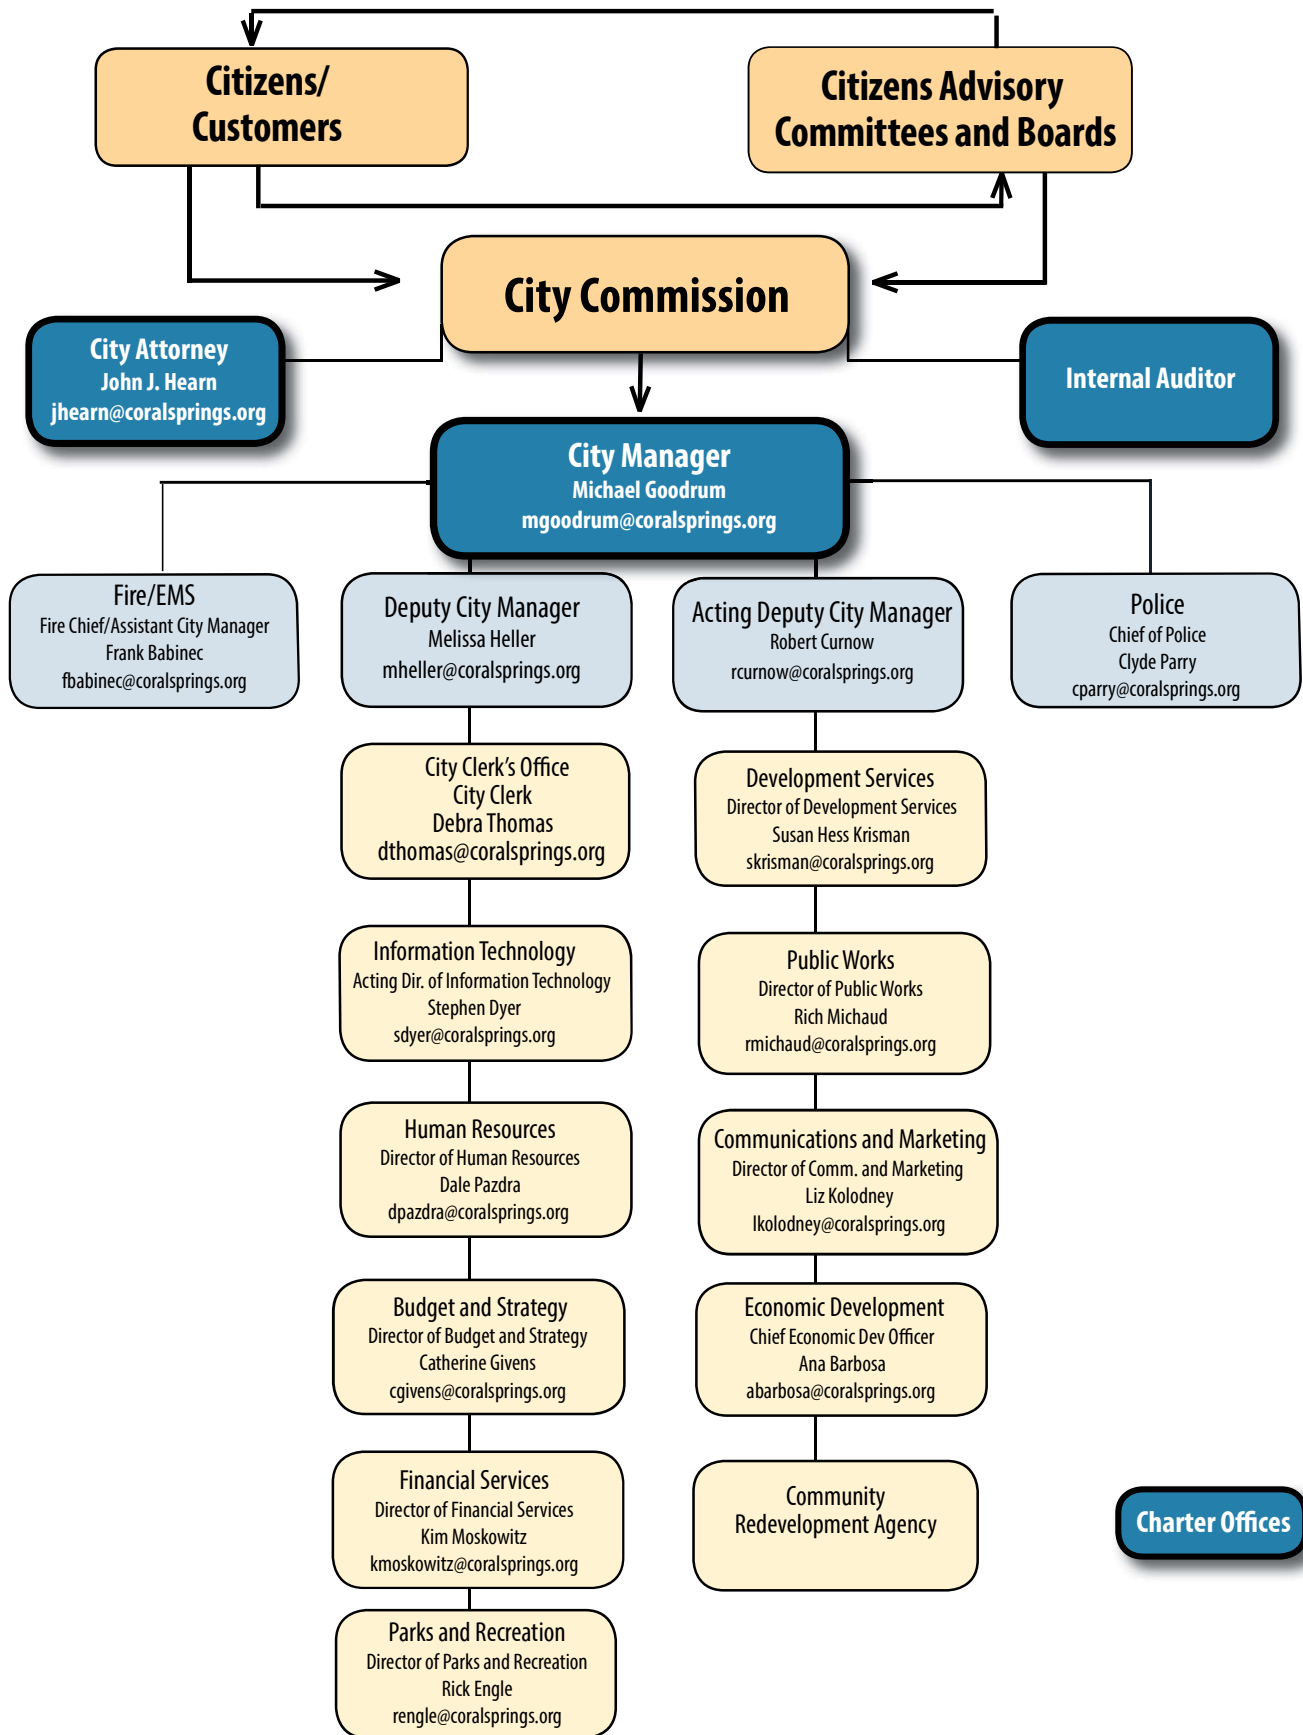 Citizens/
Customers
Citizens Advisory
Committees and Boards
City Commission
City Attorney
John J. Hearn
jhearn@coralsprings.org
Internal Auditor
City Manager
Michael Goodrum
mgoodrum@coralsprings.org
Fire/EMS
Fire Chief/Assistant City Manager
Frank Babinec
fbabinec@coralsprings.org
Deputy City Manager
Melissa Heller
mheller@coralsprings.org
Acting Deputy City Manager
Robert Curnow
rcurnow@coralsprings.org
Police
Chief of Police
Clyde Parry
cparry@coralsprings.org
City Clerk's Office
City Clerk
Debra Thomas
dthomas@coralsprings.org
Development Services
Director of Development Services
Susan Hess Krisman
skrisman@coralsprings.org
Information Technology
Acting Dir. of Information Technology
Stephen Dyer
sdyer@coralsprings.org
Public Works
Director of Public Works
Rich Michaud
rmichaud@coralsprings.org
Human Resources
Director of Human Resources
Dale Pazdra
dpazdra@coralsprings.org
Communications and Marketing
Director of Comm. and Marketing
Liz Kolodney
lkolodney@coralsprings.org
Budget and Strategy
Director of Budget and Strategy
Catherine Givens
cgivens@coralsprings.org
Economic Development
Chief Economic Dev Officer
Ana Barbosa
abarbosa@coralsprings.org
Financial Services
Director of Financial Services
Kim Moskowitz
kmoskowitz@coralsprings.org
Community
Redevelopment Agency
Charter Offices
Parks and Recreation
Director of Parks and Recreation
Rick Engle
rengle@coralsprings.org